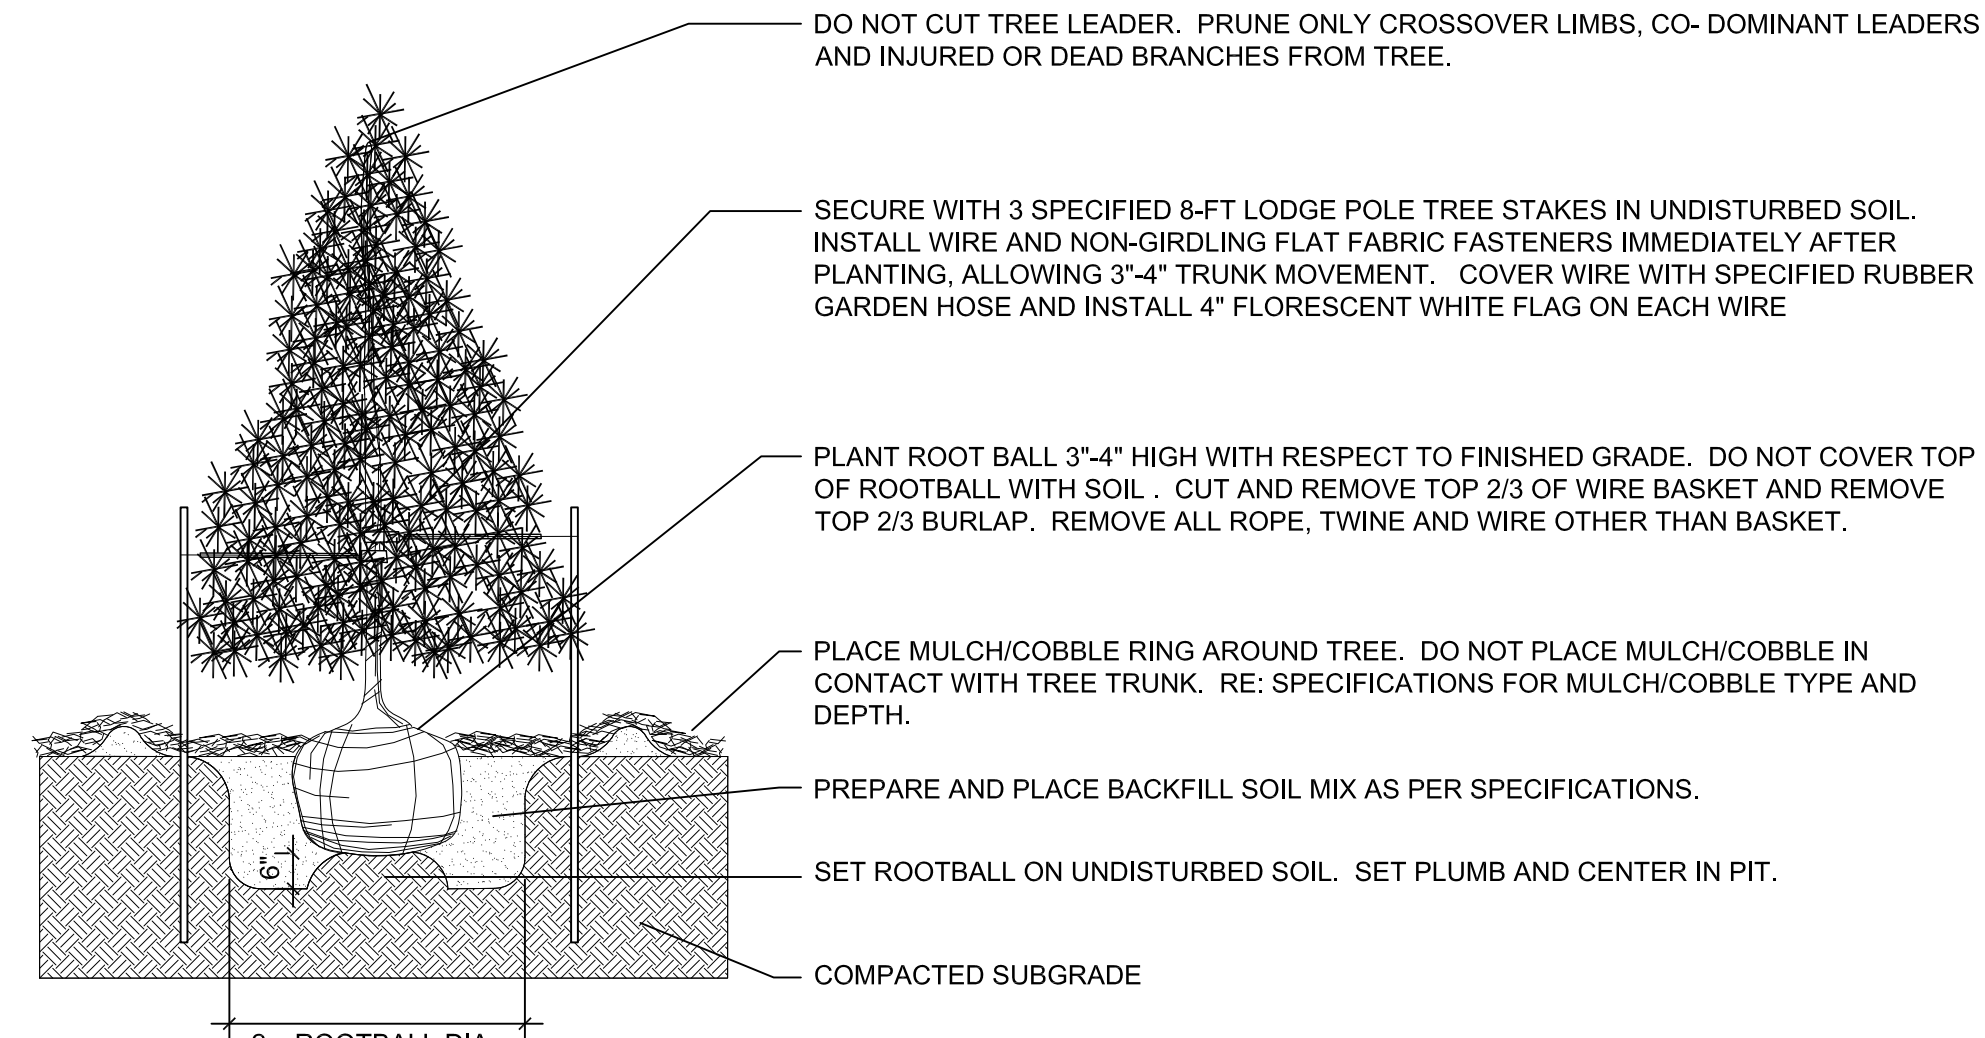 DO NOT CUT TREE LEADER. PRUNE ONLY CROSSOVER LIMBS, CO- DOMINANT LEADERS
AND INJURED OR DEAD BRANCHES FROM TREE.
SECURE WITH 3 SPECIFIED 8-FT LODGE POLE TREE STAKES IN UNDISTURBED SOIL.
INSTALL WIRE AND NON-GIRDLING FLAT FABRIC FASTENERS IMMEDIATELY AFTER
PLANTING, ALLOWING 3"-4" TRUNK MOVEMENT. COVER WIRE WITH SPECIFIED RUBBER
GARDEN HOSE AND INSTALL 4" FLORESCENT WHITE FLAG ON EACH WIRE
PLANT ROOT BALL 3"-4" HIGH WITH RESPECT TO FINISHED GRADE. DO NOT COVER TOP
OF ROOTBALL WITH SOIL . CUT AND REMOVE TOP 2/3 OF WIRE BASKET AND REMOVE
TOP 2/3 BURLAP. REMOVE ALL ROPE, TWINE AND WIRE OTHER THAN BASKET.
PLACE MULCH/COBBLE RING AROUND TREE. DO NOT PLACE MULCH/COBBLE IN
CONTACT WITH TREE TRUNK. RE: SPECIFICATIONS FOR MULCH/COBBLE TYPE AND
DEPTH.
PREPARE AND PLACE BACKFILL SOIL MIX AS PER SPECIFICATIONS.
6"
SET ROOTBALL ON UNDISTURBED SOIL. SET PLUMB AND CENTER IN PIT.
COMPACTED SUBGRADE
ROOTBALL DIA